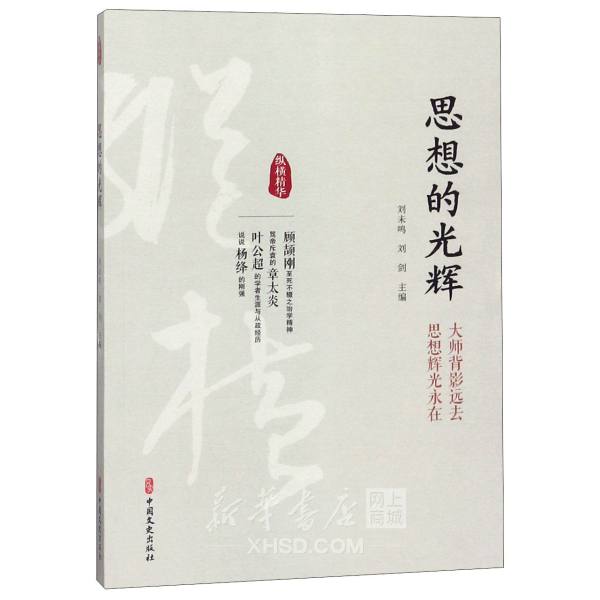 思想的光辉
刘未鸣 刘剑 主编
大师背影远去
思想辉光永在
纵横精华
顾颉刚至死不辍之治学精神
骂帝斥袁的章太炎
叶公超的学者生涯与从政经历
说说杨绛的刚强
纵横
中国文史出版社
思想的光辉
新华书店
网上商城
XHSD.COM